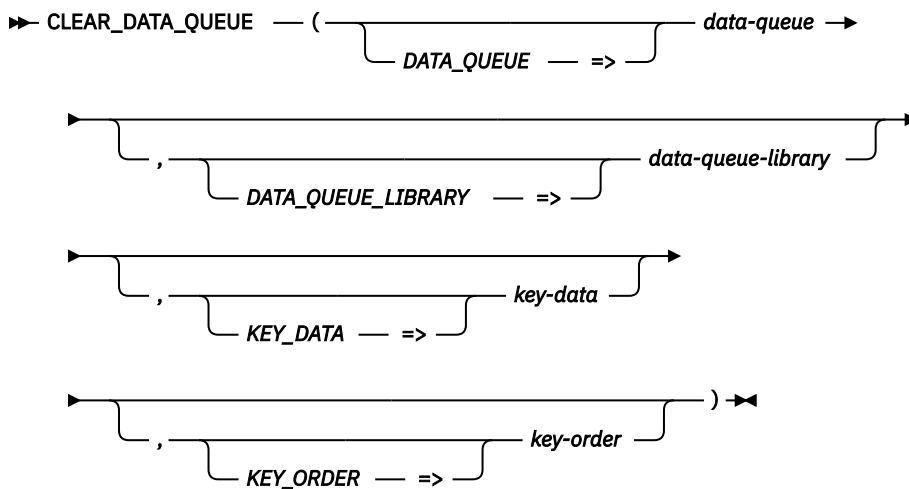 CLEAR_DATA_QUEUE ( data-queue
DATA_QUEUE =>
, data-queue-library
DATA_QUEUE_LIBRARY =>
, key-data
KEY_DATA =>
, key-order )
KEY_ORDER =>